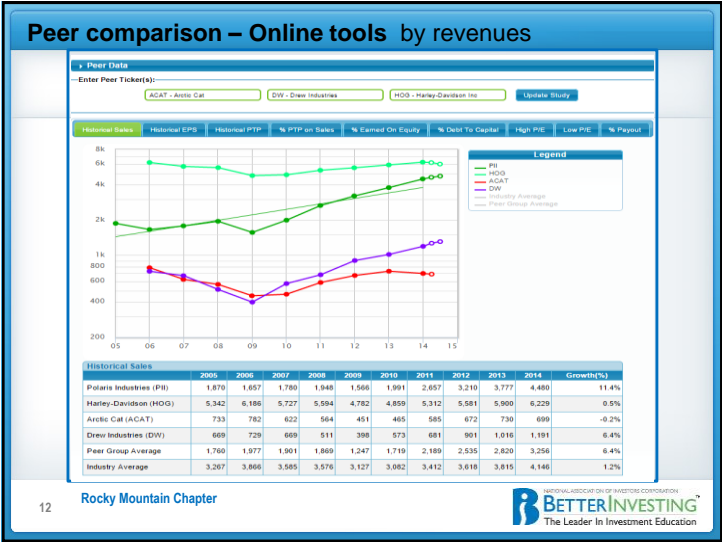 Peer comparison – Online tools by revenues
Peer Data
Enter Peer Ticker(s):
ACAT - Arctic Cat DW - Drew Industries HOG - Harley-Davidson Inc Update Study
Historical Sales Historical EPS Historical PTP % PTP on Sales % Earned On Equity % Debt To Capital High P/E Low P/E % Payout
8k
6k
4k
2k
1k
800
600
400
200
05 06 07 08 09 10 11 12 13 14 15
Legend
PII
HOG
ACAT
DW
Industry Average
Peer Group Average
Historical Sales
2005 2006 2007 2008 2009 2010 2011 2012 2013 2014 Growth(%)
Polaris Industries (PII) 1,870 1,657 1,780 1,948 1,566 1,991 2,657 3,210 3,777 4,480 11.4%
Harley-Davidson (HOG) 5,342 6,186 5,727 5,594 4,782 4,859 5,312 5,581 5,900 6,229 0.5%
Arctic Cat (ACAT) 733 782 622 564 451 465 585 672 730 699 -0.2%
Drew Industries (DW) 669 729 669 511 398 573 681 901 1,016 1,191 6.4%
Peer Group Average 1,760 1,977 1,901 1,869 1,247 1,719 2,189 2,535 2,820 3,256 6.4%
Industry Average 3,267 3,866 3,585 3,576 3,127 3,082 3,412 3,618 3,815 4,146 1.2%
12
Rocky Mountain Chapter
NATIONAL ASSOCIATION OF INVESTORS CORPORATION
BETTERINVESTING™
The Leader In Investment Education